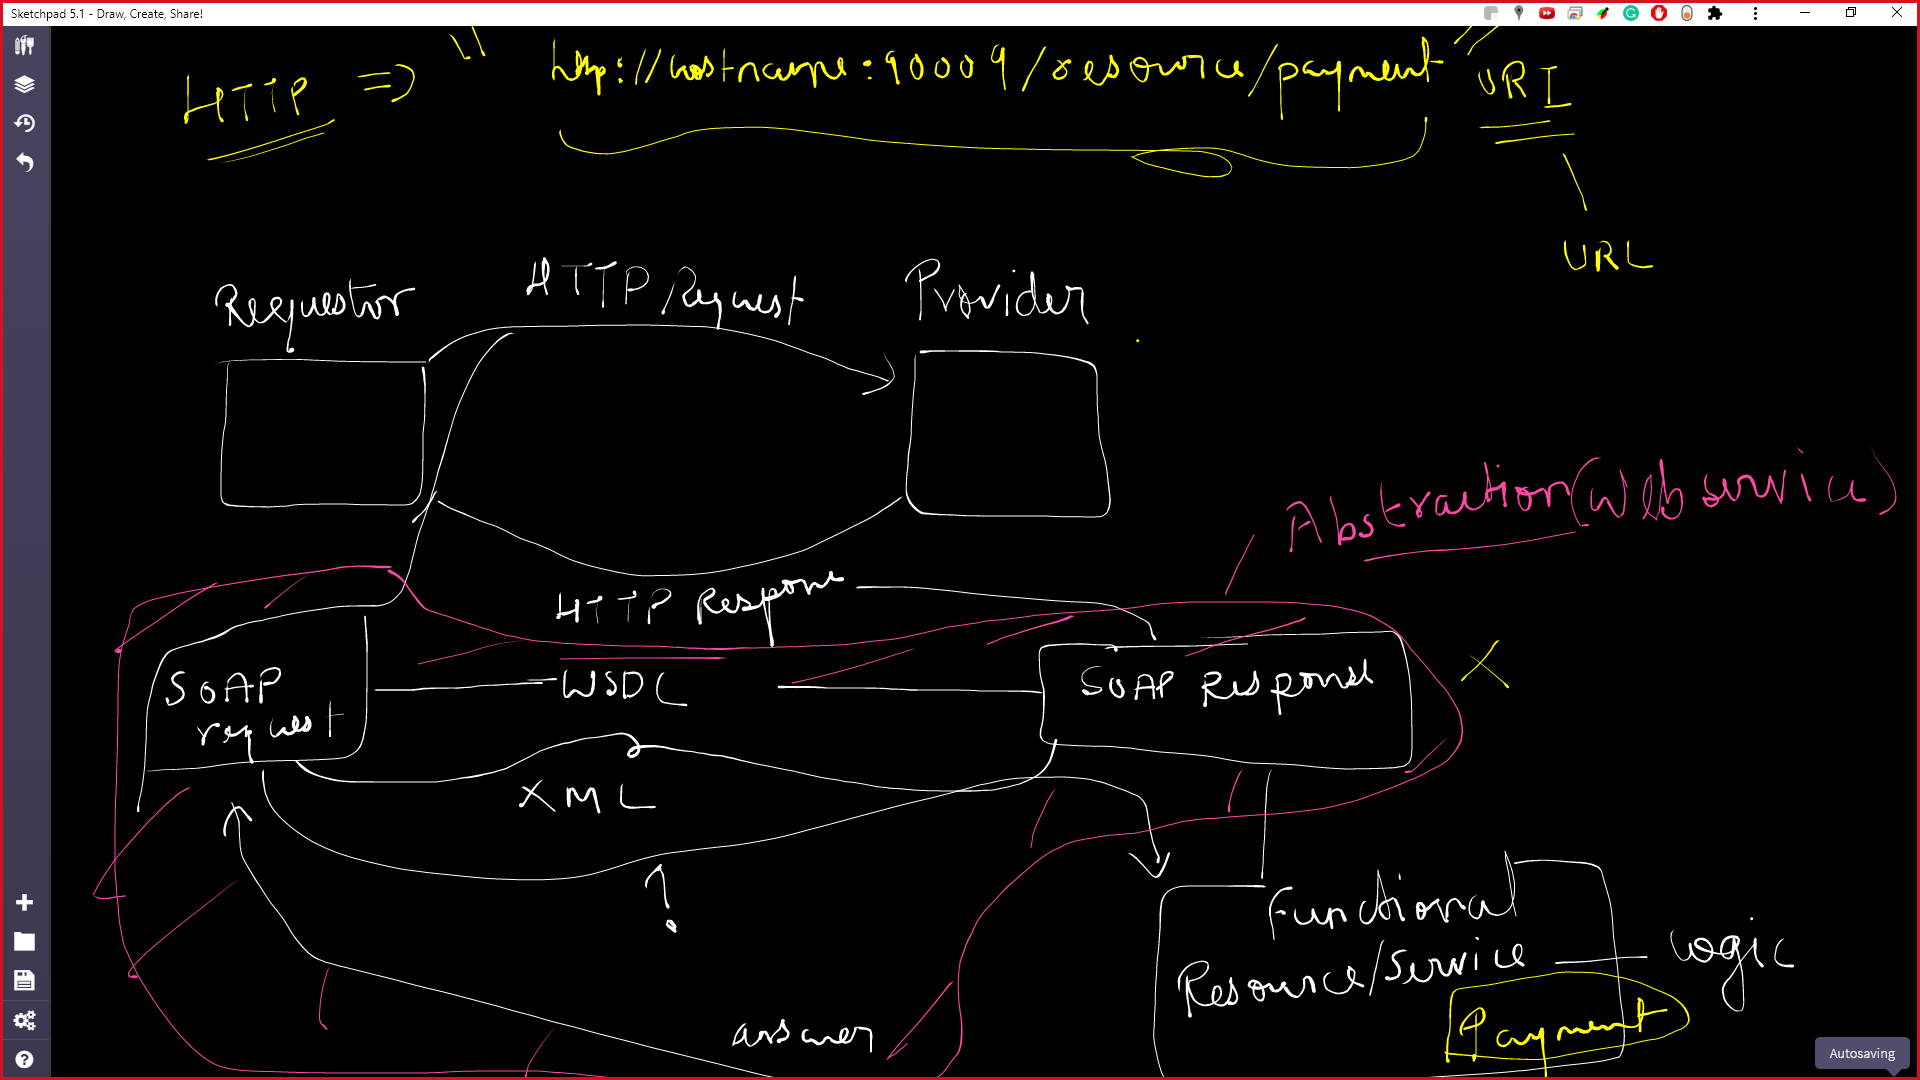 Sketchpad 5.1 - Draw, Create, Share!
HTTP => " http://hostname:90009/resource/payment " URI
URL
Requestor
HTTP Request
Provider
Abstraction (Web service)
HTTP Response
SOAP
request
WSDL
SOAP Response
X
XML
?
Functional
Resource/Service
Logic
Payment
answer
Autosaving